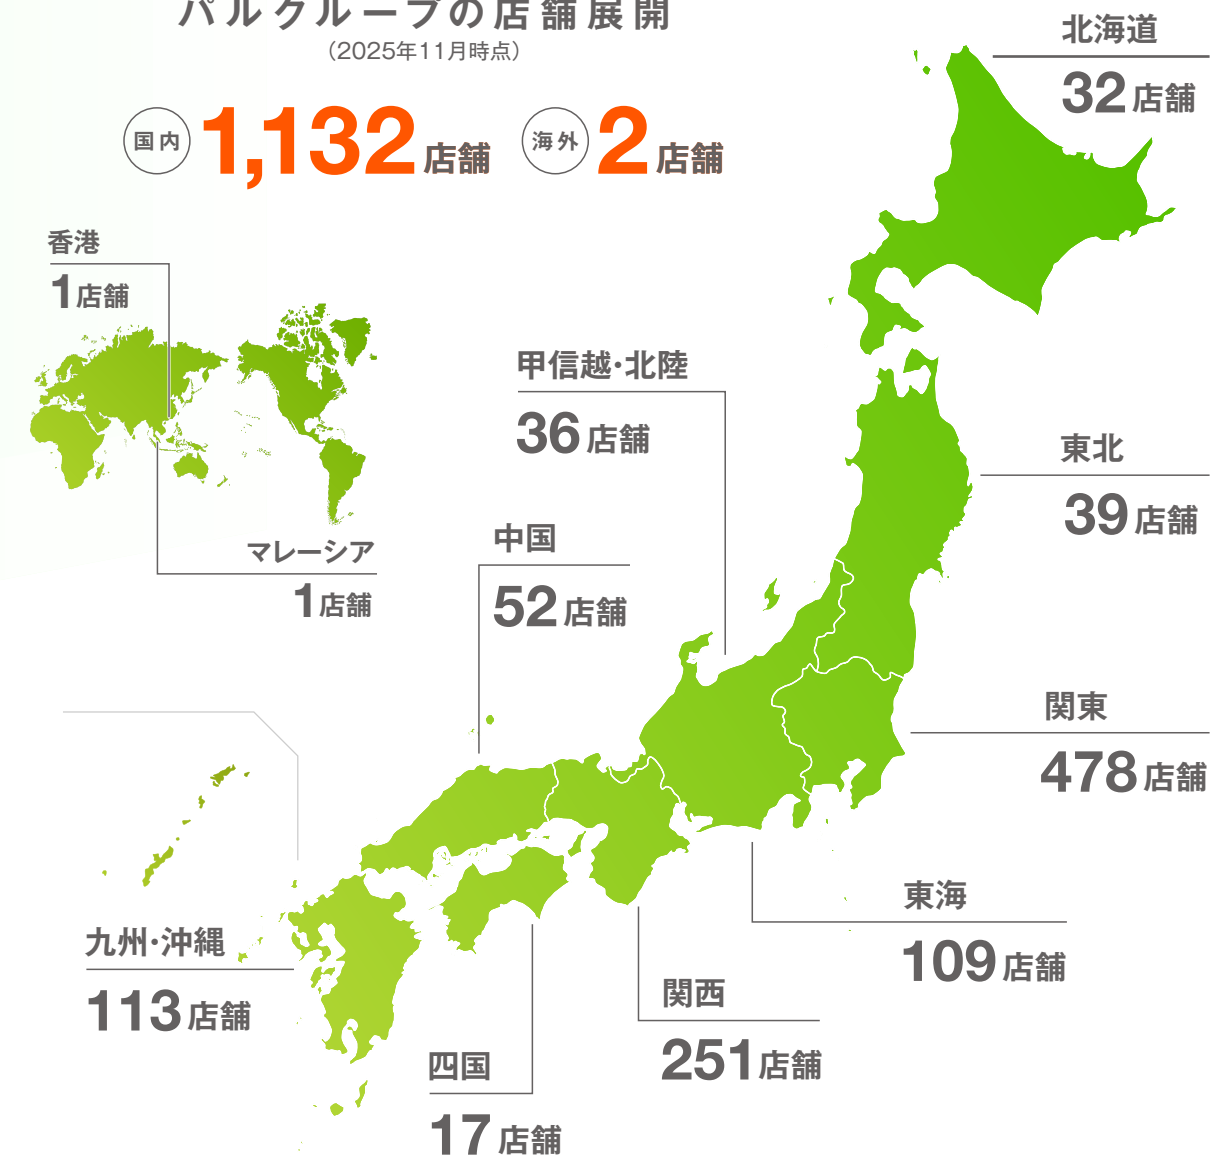 パルグループの店舗展開
（2025年11月時点）
国内 1,132店舗 海外 2店舗
北海道
32店舗
香港
1店舗
甲信越･北陸
36店舗
東北
39店舗
中国
52店舗
マレーシア
1店舗
関東
478店舗
東海
109店舗
九州･沖縄
113店舗
関西
251店舗
四国
17店舗